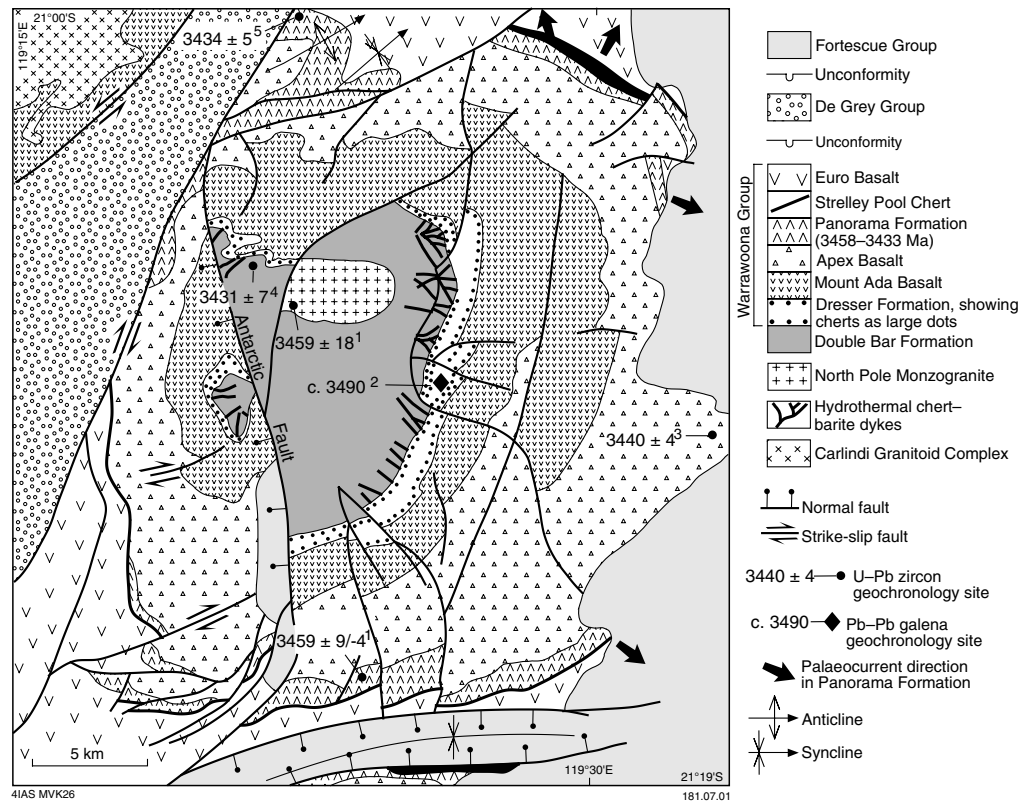 21°00'S
119°15'E
3434 ± 5⁵
3431 ± 7⁴
Antarctic
Fault
3459 ± 18¹
c. 3490 ²
3440 ± 4³
3459 ± 9/-4¹
5 km
119°30'E
21°19'S
4IAS MVK26
181.07.01
Fortescue Group
Unconformity
De Grey Group
Unconformity
Warrawoona Group
Euro Basalt
Strelley Pool Chert
Panorama Formation
(3458–3433 Ma)
Apex Basalt
Mount Ada Basalt
Dresser Formation, showing
cherts as large dots
Double Bar Formation
North Pole Monzogranite
Hydrothermal chert–
barite dykes
Carlindi Granitoid Complex
Normal fault
Strike-slip fault
3440 ± 4
U–Pb zircon
geochronology site
c. 3490
Pb–Pb galena
geochronology site
Palaeocurrent direction
in Panorama Formation
Anticline
Syncline